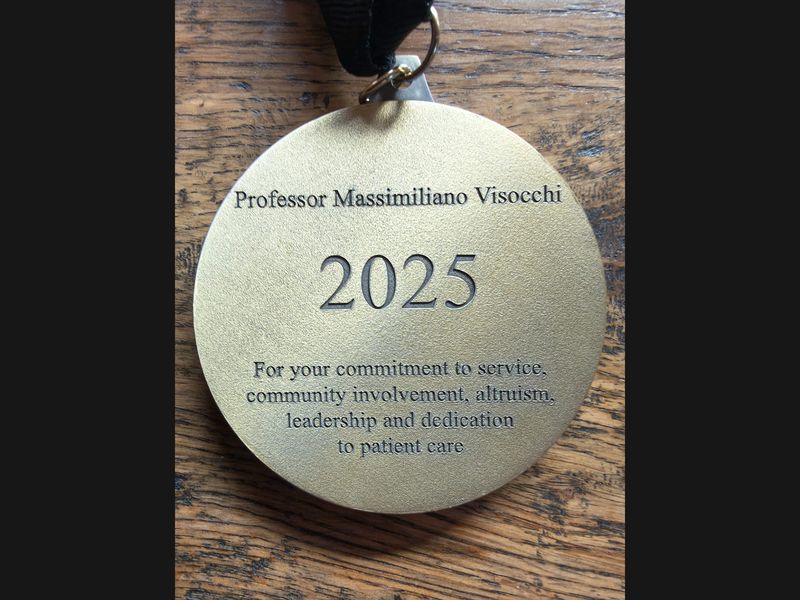 Professor Massimiliano Visocchi
2025
For your commitment to service,
community involvement, altruism,
leadership and dedication
to patient care